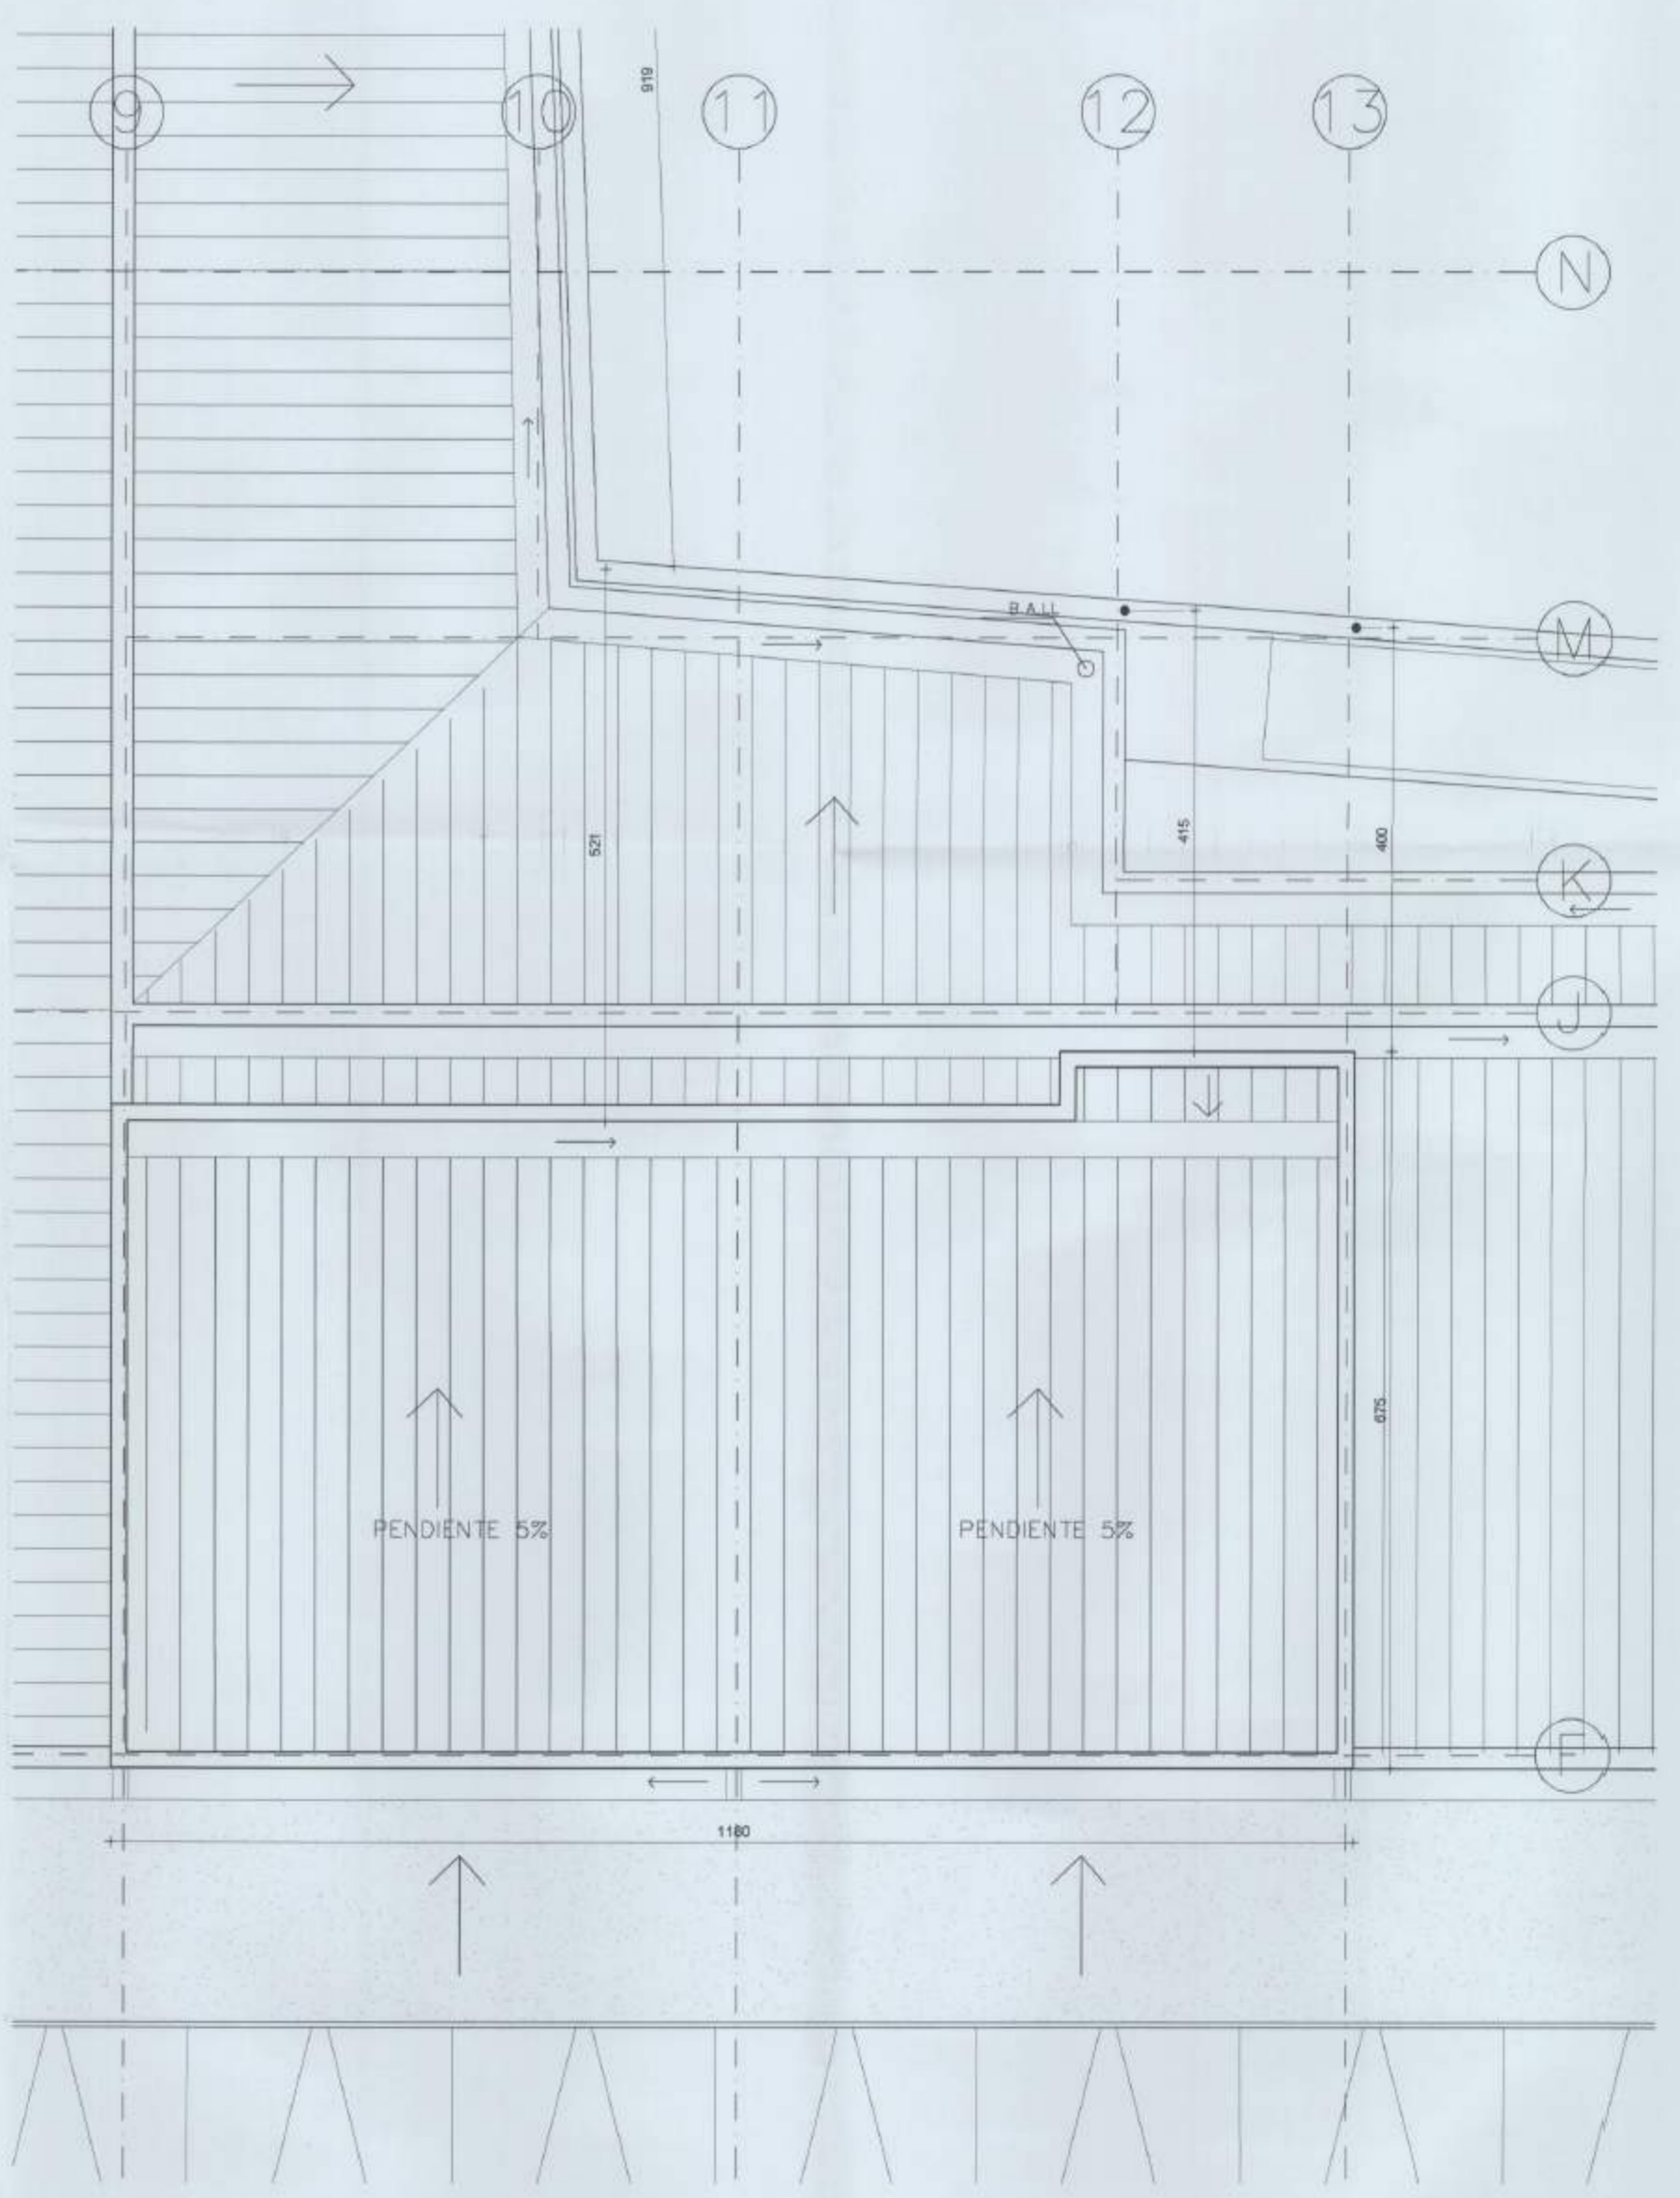 9
10
11
12
13
919
N
B.A.LL.
M
521
415
400
K
J
PENDIENTE 5%
PENDIENTE 5%
675
F
1180